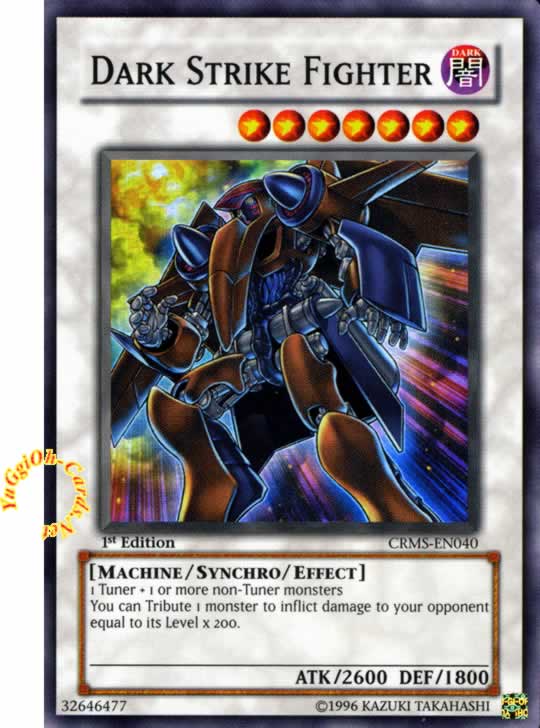 DARK STRIKE FIGHTER
DARK
闇
YuGgiOh-Cards.N
1st Edition
CRMS-EN040
[MACHINE/SYNCHRO/EFFECT]
1 Tuner + 1 or more non-Tuner monsters
You can Tribute 1 monster to inflict damage to your opponent
equal to its Level x 200.
ATK/2600 DEF/1800
32646477
©1996 KAZUKI TAKAHASHI